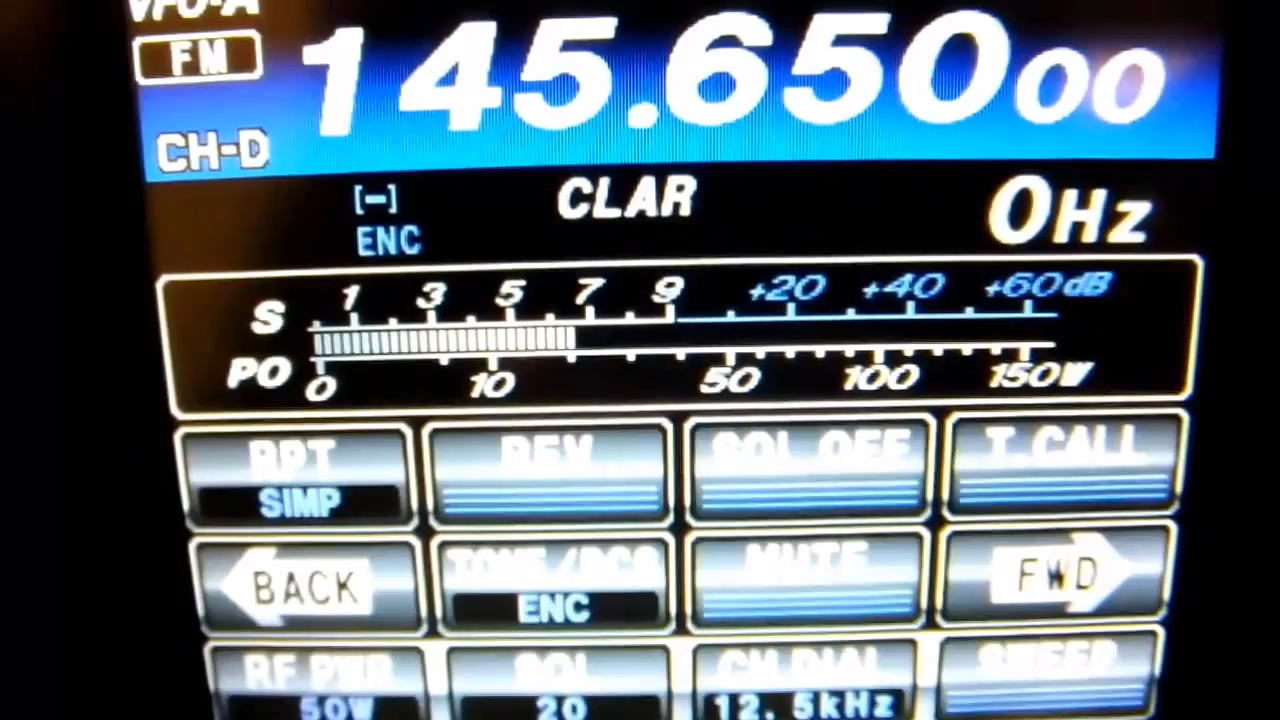 VFO-A
FM
145.65000
CH-D
[-]
CLAR
0Hz
ENC
S 1 3 5 7 9 +20 +40 +60dB
PO 0 10 50 100 150W
RPT REV SQL OFF T.CALL
SIMP
BACK TONE/DCS MUTE FWD
ENC
RF PWR SQL CH DIAL SPEED
50W 20 12.5kHz